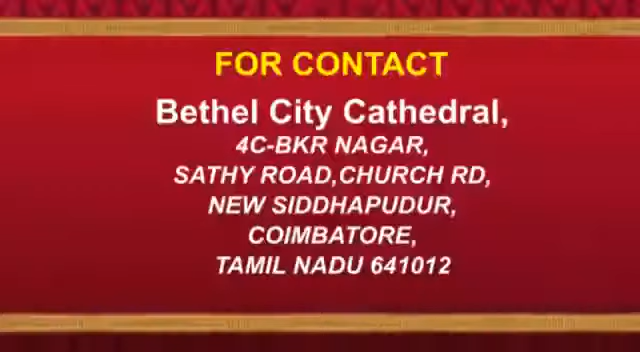 FOR CONTACT
Bethel City Cathedral,
4C-BKR NAGAR,
SATHY ROAD,CHURCH RD,
NEW SIDDHAPUDUR,
COIMBATORE,
TAMIL NADU 641012